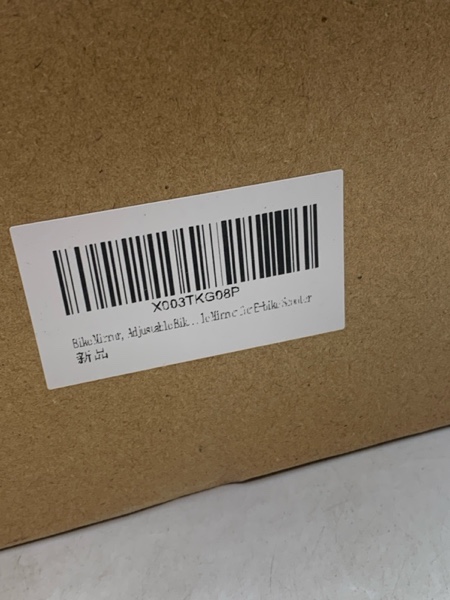 X003TKG08P
Bike Mirror, Adjustable Bik...le Mirror for E-bike Scooter
新品